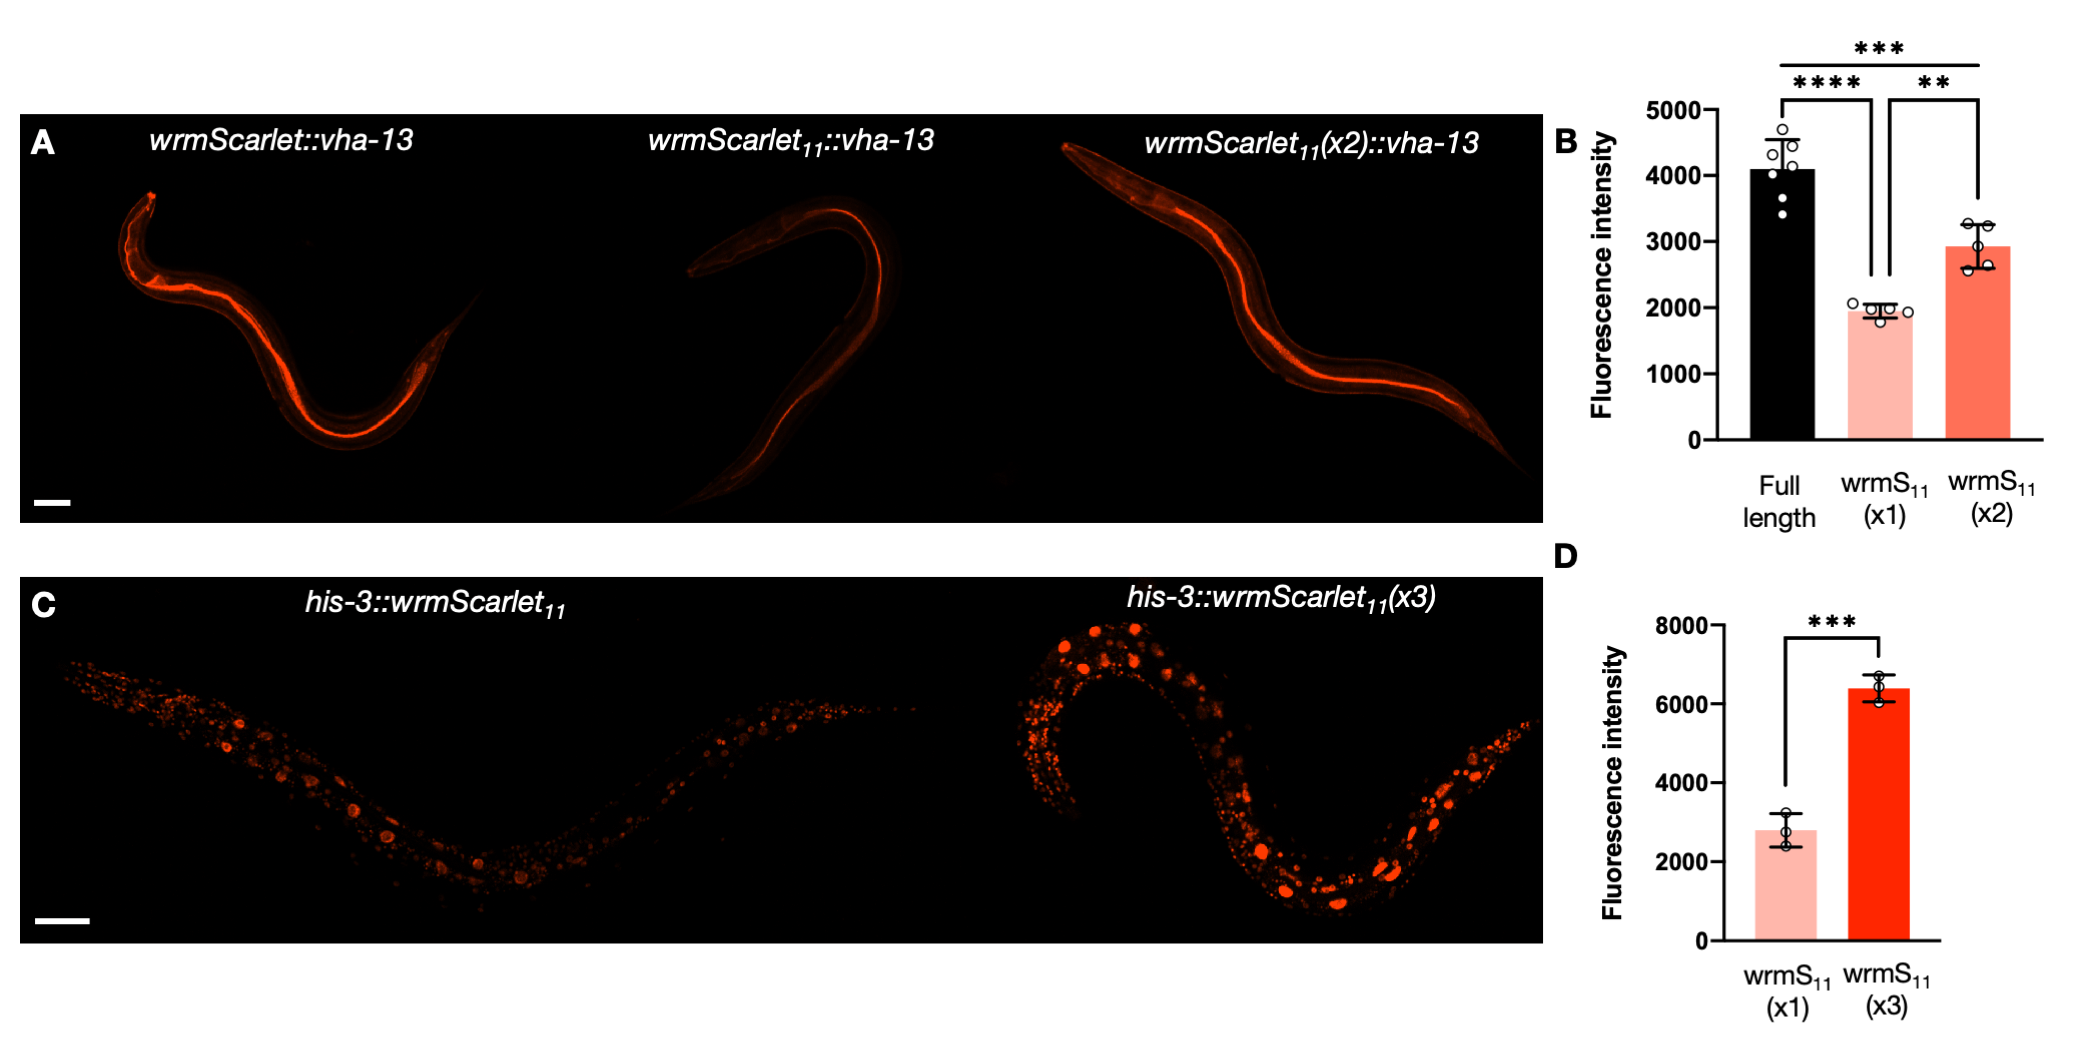 A
wrmScarlet::vha-13
wrmScarlet11::vha-13
wrmScarlet11(x2)::vha-13
B
***
**** **
Fluorescence intensity
5000
4000
3000
2000
1000
0
Full length
wrmS11 (x1)
wrmS11 (x2)
C
his-3::wrmScarlet11
his-3::wrmScarlet11(x3)
D
***
Fluorescence intensity
8000
6000
4000
2000
0
wrmS11 (x1)
wrmS11 (x3)